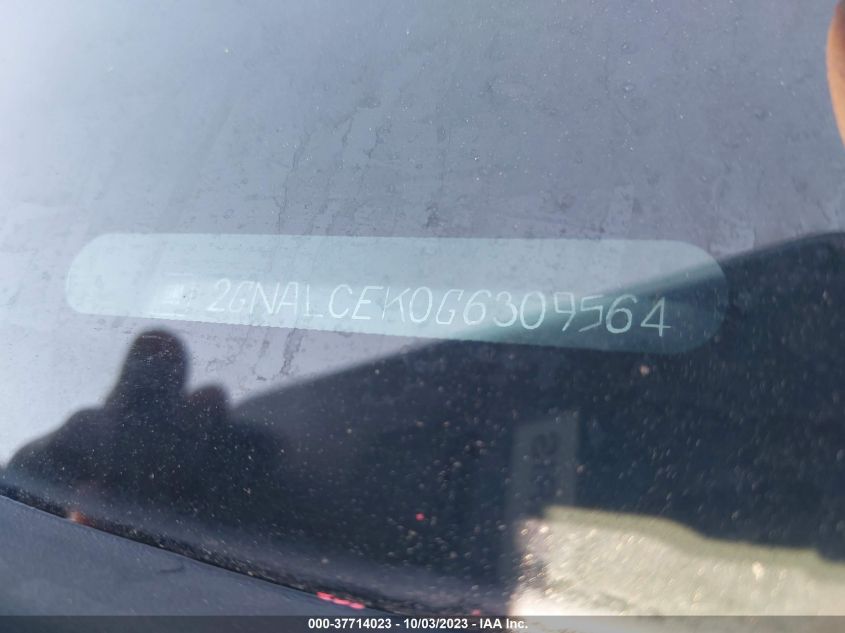 2GNALCEK0G6309564
000-37714023 - 10/03/2023 - IAA Inc.